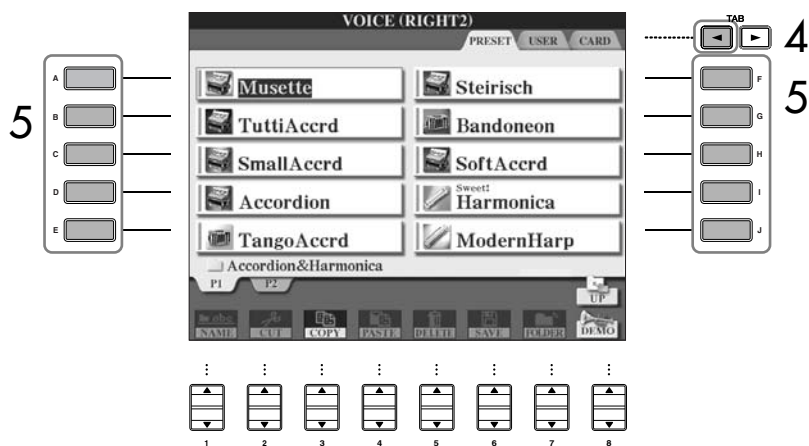 VOICE (RIGHT2)
PRESET USER CARD
TAB
4
5
5
A
B
C
D
E
F
G
H
I
J
Musette
TuttiAccrd
SmallAccrd
Accordion
TangoAccrd
Steirisch
Bandoneon
SoftAccrd
Sweet!
Harmonica
ModernHarp
Accordion&Harmonica
P1 P2
UP
abc
NAME CUT COPY PASTE DELETE SAVE FOLDER DEMO
1 2 3 4 5 6 7 8